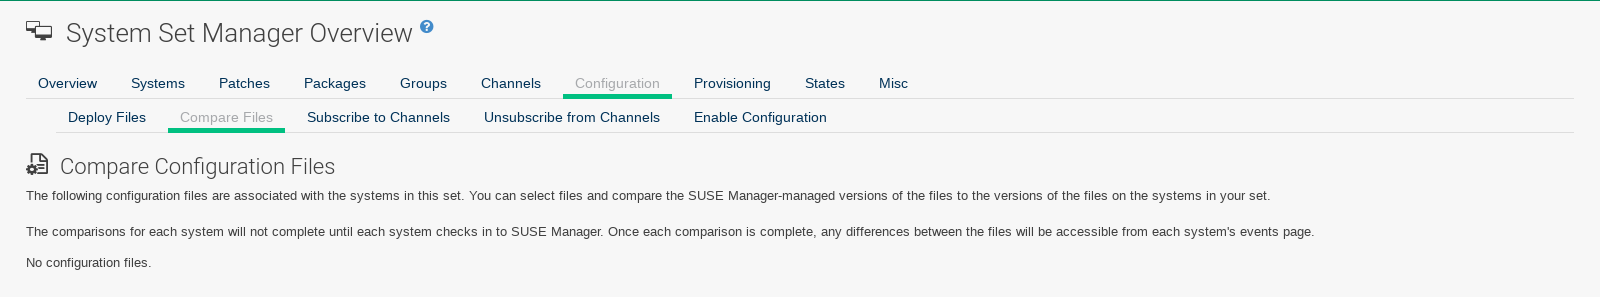 System Set Manager Overview ?
Overview Systems Patches Packages Groups Channels Configuration Provisioning States Misc
Deploy Files Compare Files Subscribe to Channels Unsubscribe from Channels Enable Configuration
Compare Configuration Files
The following configuration files are associated with the systems in this set. You can select files and compare the SUSE Manager-managed versions of the files to the versions of the files on the systems in your set.
The comparisons for each system will not complete until each system checks in to SUSE Manager. Once each comparison is complete, any differences between the files will be accessible from each system's events page.
No configuration files.